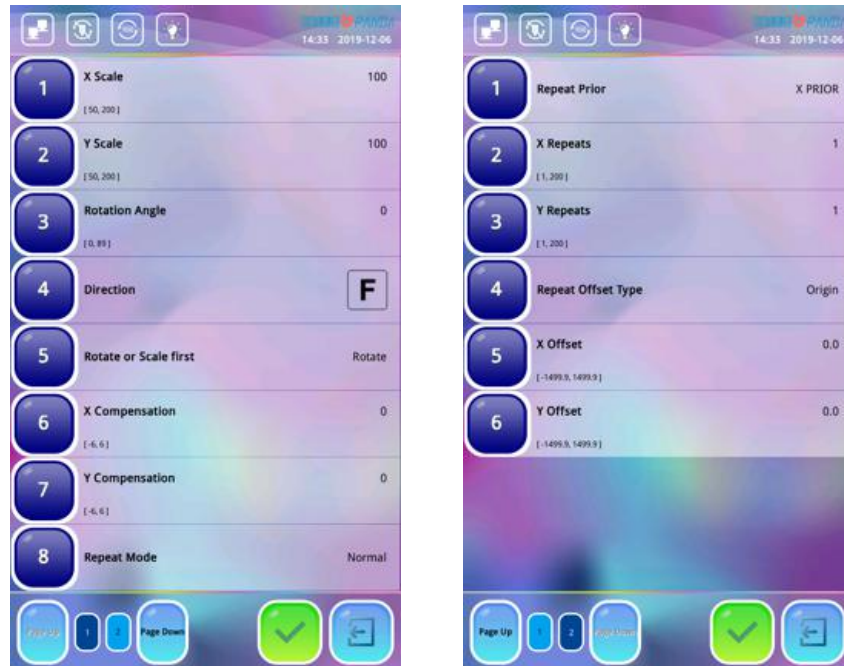 14:33 2019-12-06
1
X Scale
100
[50, 200]
2
Y Scale
100
[50, 200]
3
Rotation Angle
0
[0, 89]
4
Direction
F
5
Rotate or Scale first
Rotate
6
X Compensation
0
[-6, 6]
7
Y Compensation
0
[-6, 6]
8
Repeat Mode
Normal
Page Up
1
2
Page Down
PANDA
14:33 2019-12-06
1
Repeat Prior
X PRIOR
2
X Repeats
1
[1, 200]
3
Y Repeats
1
[1, 200]
4
Repeat Offset Type
Origin
5
X Offset
0.0
[-1499.9, 1499.9]
6
Y Offset
0.0
[-1499.9, 1499.9]
Page Up
1
2
Page Down